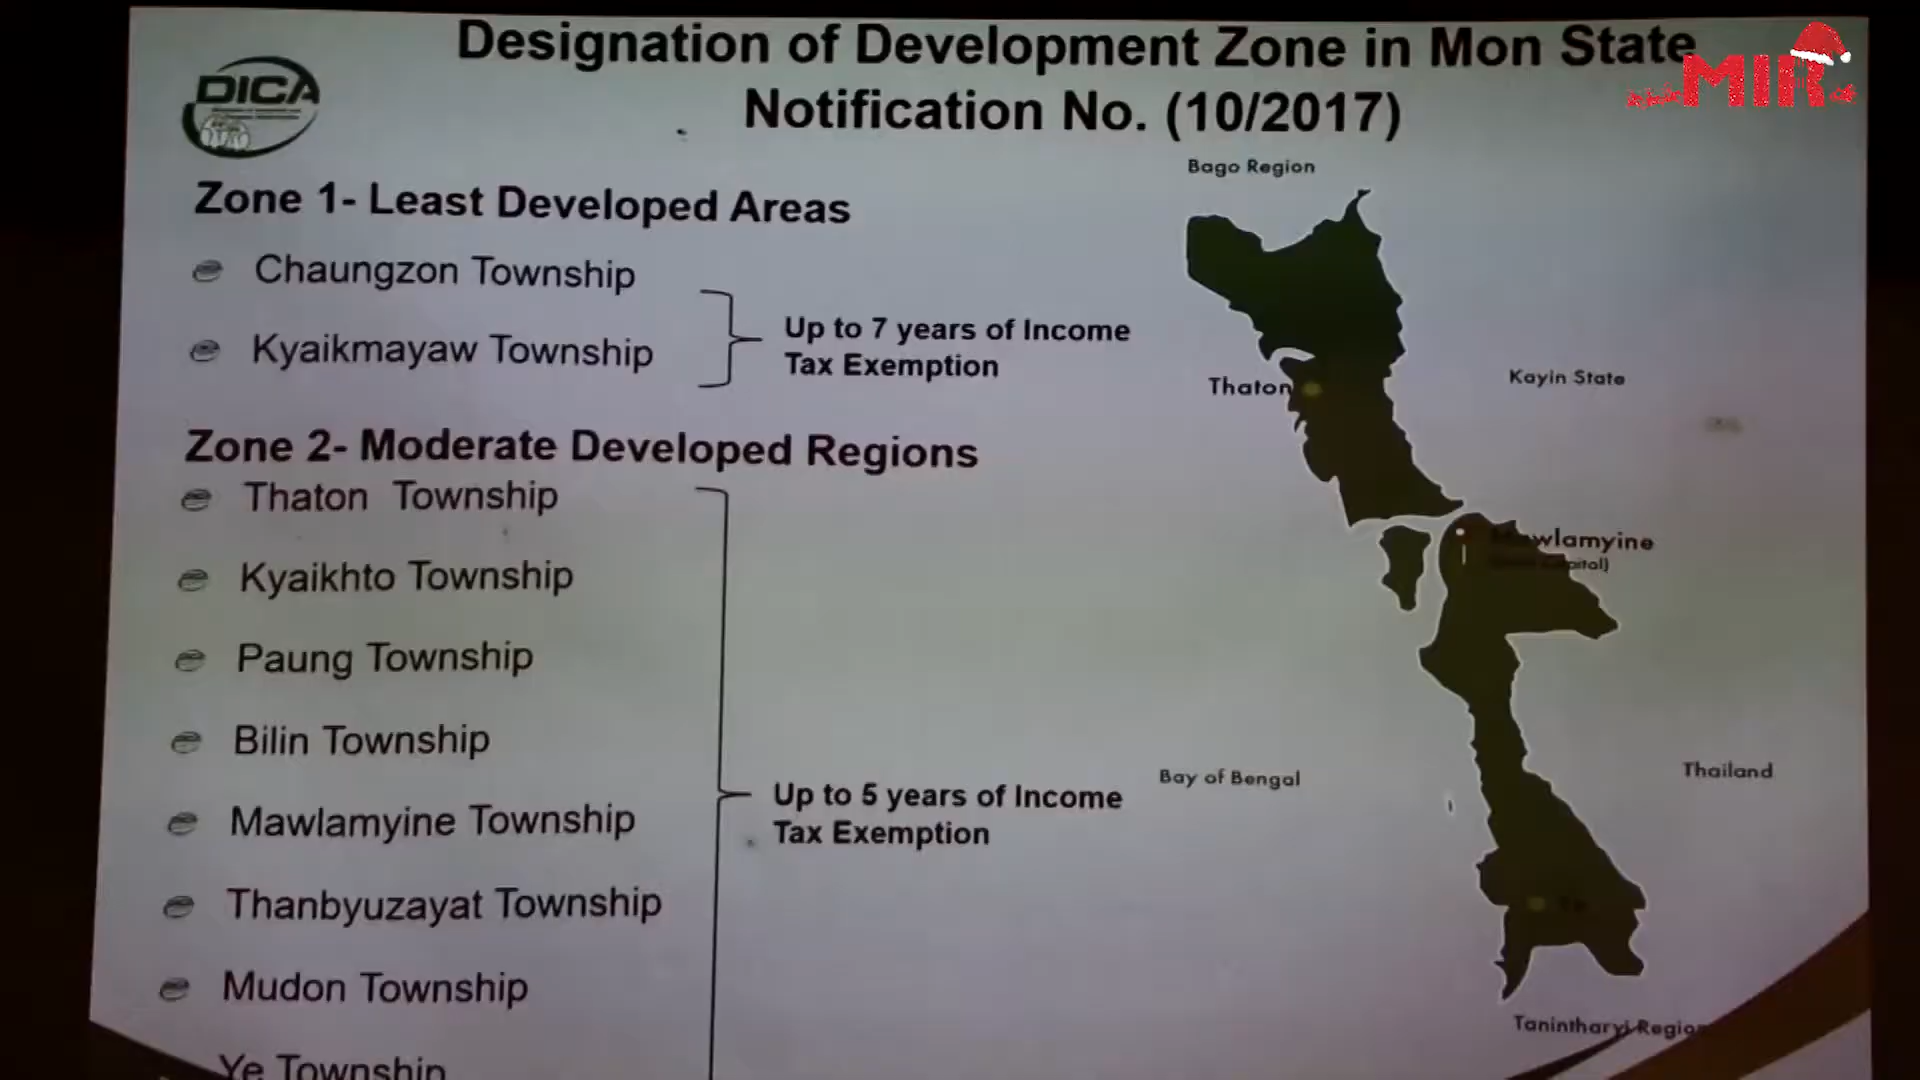 Designation of Development Zone in Mon State
Notification No. (10/2017)
DICA
MIR
Zone 1- Least Developed Areas
Chaungzon Township
Kyaikmayaw Township
Up to 7 years of Income
Tax Exemption
Zone 2- Moderate Developed Regions
Thaton Township
Kyaikhto Township
Paung Township
Bilin Township
Mawlamyine Township
Thanbyuzayat Township
Mudon Township
Ye Township
Up to 5 years of Income
Tax Exemption
Bago Region
Thaton
Kayin State
Bay of Bengal
Thailand
Tanintharyi Region